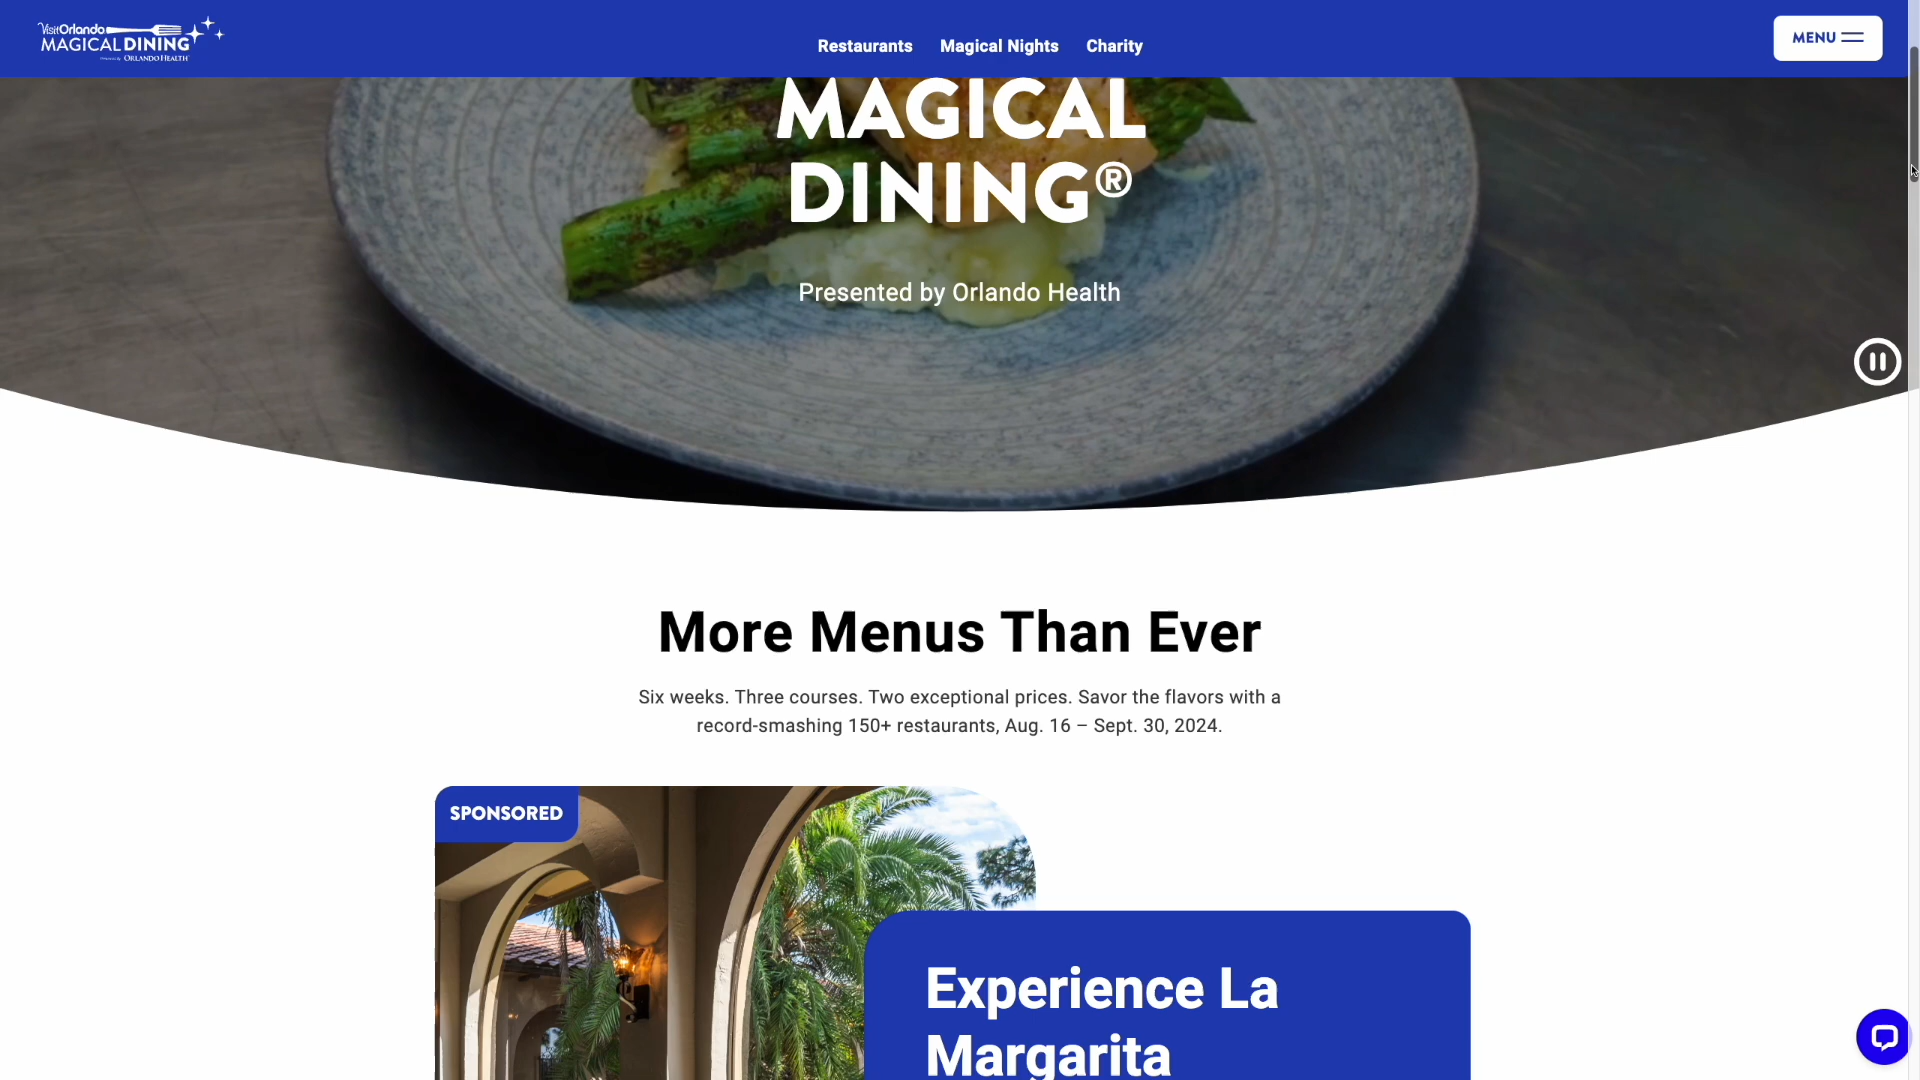 VisitOrlando
MAGICAL DINING
PRESENTED BY ORLANDO HEALTH
Restaurants Magical Nights Charity
MENU
MAGICAL
DINING®
Presented by Orlando Health
More Menus Than Ever
Six weeks. Three courses. Two exceptional prices. Savor the flavors with a
record-smashing 150+ restaurants, Aug. 16 – Sept. 30, 2024.
SPONSORED
Experience La
Margarita